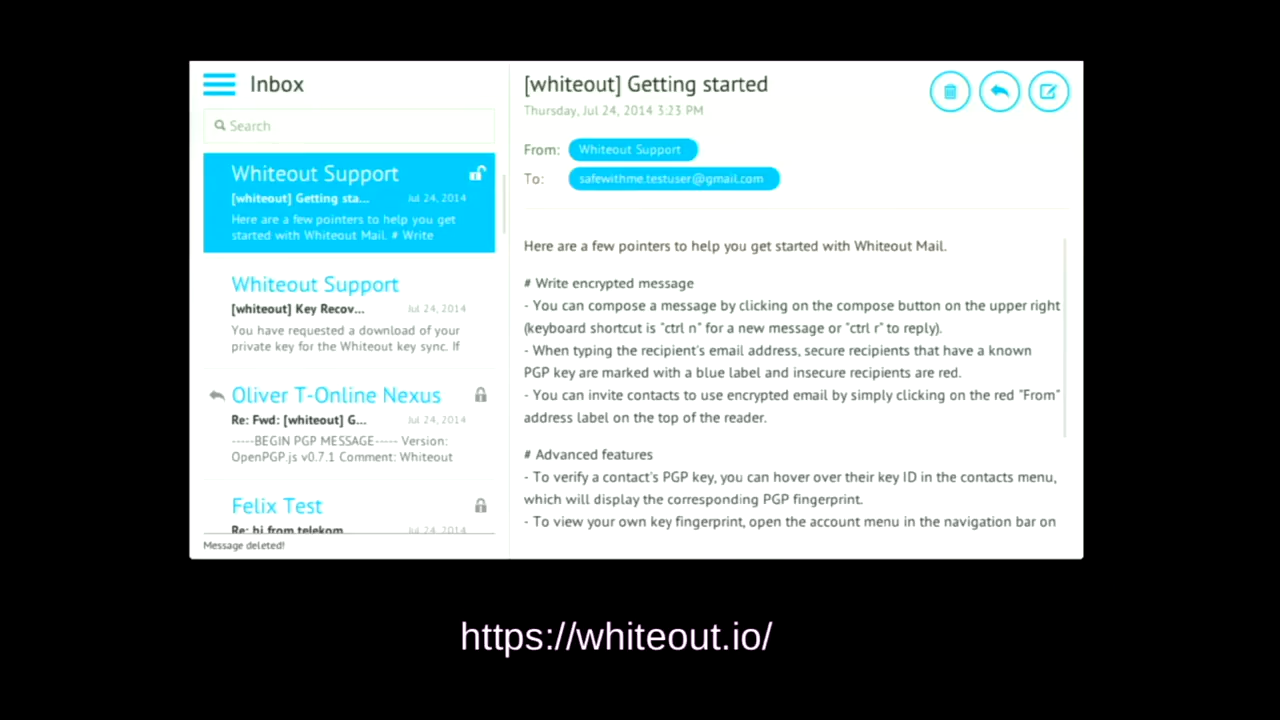 Inbox
Search
Whiteout Support
[whiteout] Getting sta... Jul 24, 2014
Here are a few pointers to help you get
started with Whiteout Mail. # Write
Whiteout Support
[whiteout] Key Recov... Jul 24, 2014
You have requested a download of your
private key for the Whiteout key sync. If
Oliver T-Online Nexus
Re: Fwd: [whiteout] G... Jul 24, 2014
-----BEGIN PGP MESSAGE----- Version:
OpenPGP.js v0.7.1 Comment: Whiteout
Felix Test
Re: hi from telekom Jul 24, 2014
Message deleted!
[whiteout] Getting started
Thursday, Jul 24, 2014 3:23 PM
From: Whiteout Support
To: safewithme.testuser@gmail.com
Here are a few pointers to help you get started with Whiteout Mail.
# Write encrypted message
- You can compose a message by clicking on the compose button on the upper right
(keyboard shortcut is "ctrl n" for a new message or "ctrl r" to reply).
- When typing the recipient's email address, secure recipients that have a known
PGP key are marked with a blue label and insecure recipients are red.
- You can invite contacts to use encrypted email by simply clicking on the red "From"
address label on the top of the reader.
# Advanced features
- To verify a contact's PGP key, you can hover over their key ID in the contacts menu,
which will display the corresponding PGP fingerprint.
- To view your own key fingerprint, open the account menu in the navigation bar on
https://whiteout.io/